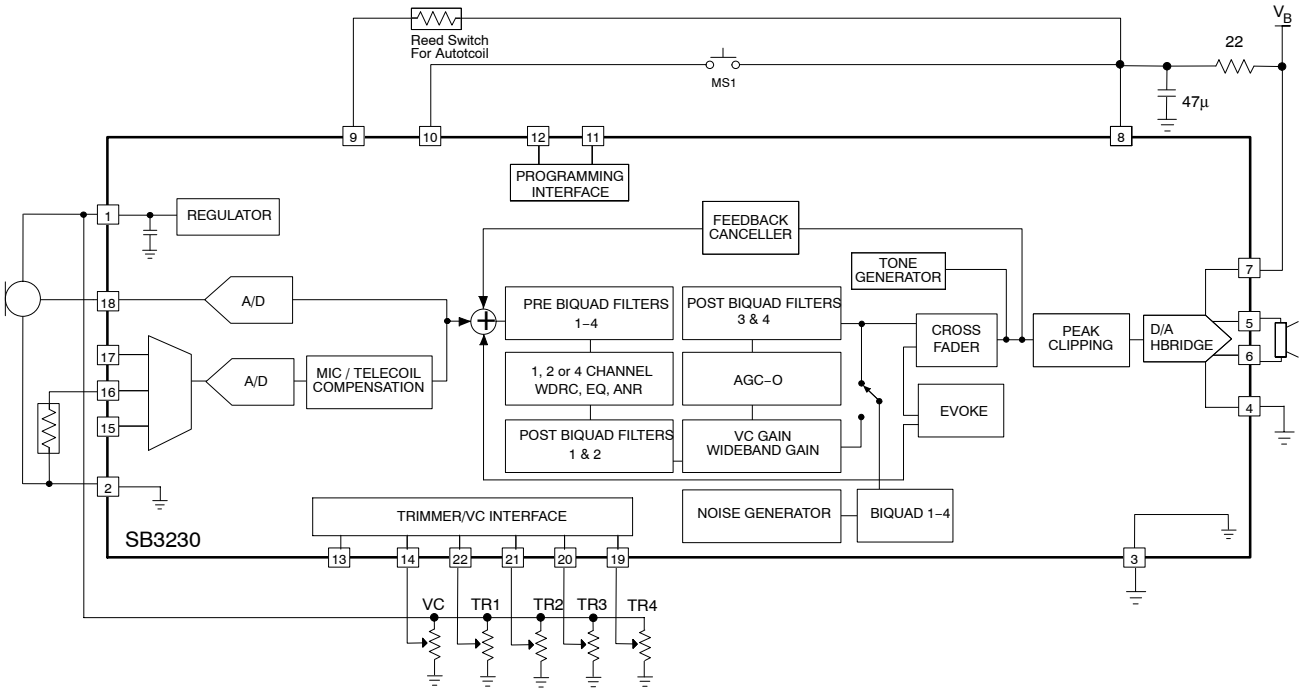 V_B
Reed Switch
For Autotcoil
22
MS1
47μ
9
10
12
11
8
PROGRAMMING
INTERFACE
1
REGULATOR
FEEDBACK
CANCELLER
TONE
GENERATOR
7
18
A/D
PRE BIQUAD FILTERS
1−4
POST BIQUAD FILTERS
3 & 4
CROSS
FADER
PEAK
CLIPPING
D/A
HBRIDGE
5
6
17
A/D
MIC / TELECOIL
COMPENSATION
1, 2 or 4 CHANNEL
WDRC, EQ, ANR
AGC−O
16
EVOKE
4
15
POST BIQUAD FILTERS
1 & 2
VC GAIN
WIDEBAND GAIN
2
NOISE GENERATOR
BIQUAD 1−4
TRIMMER/VC INTERFACE
SB3230
13
14
22
21
20
19
3
VC
TR1
TR2
TR3
TR4